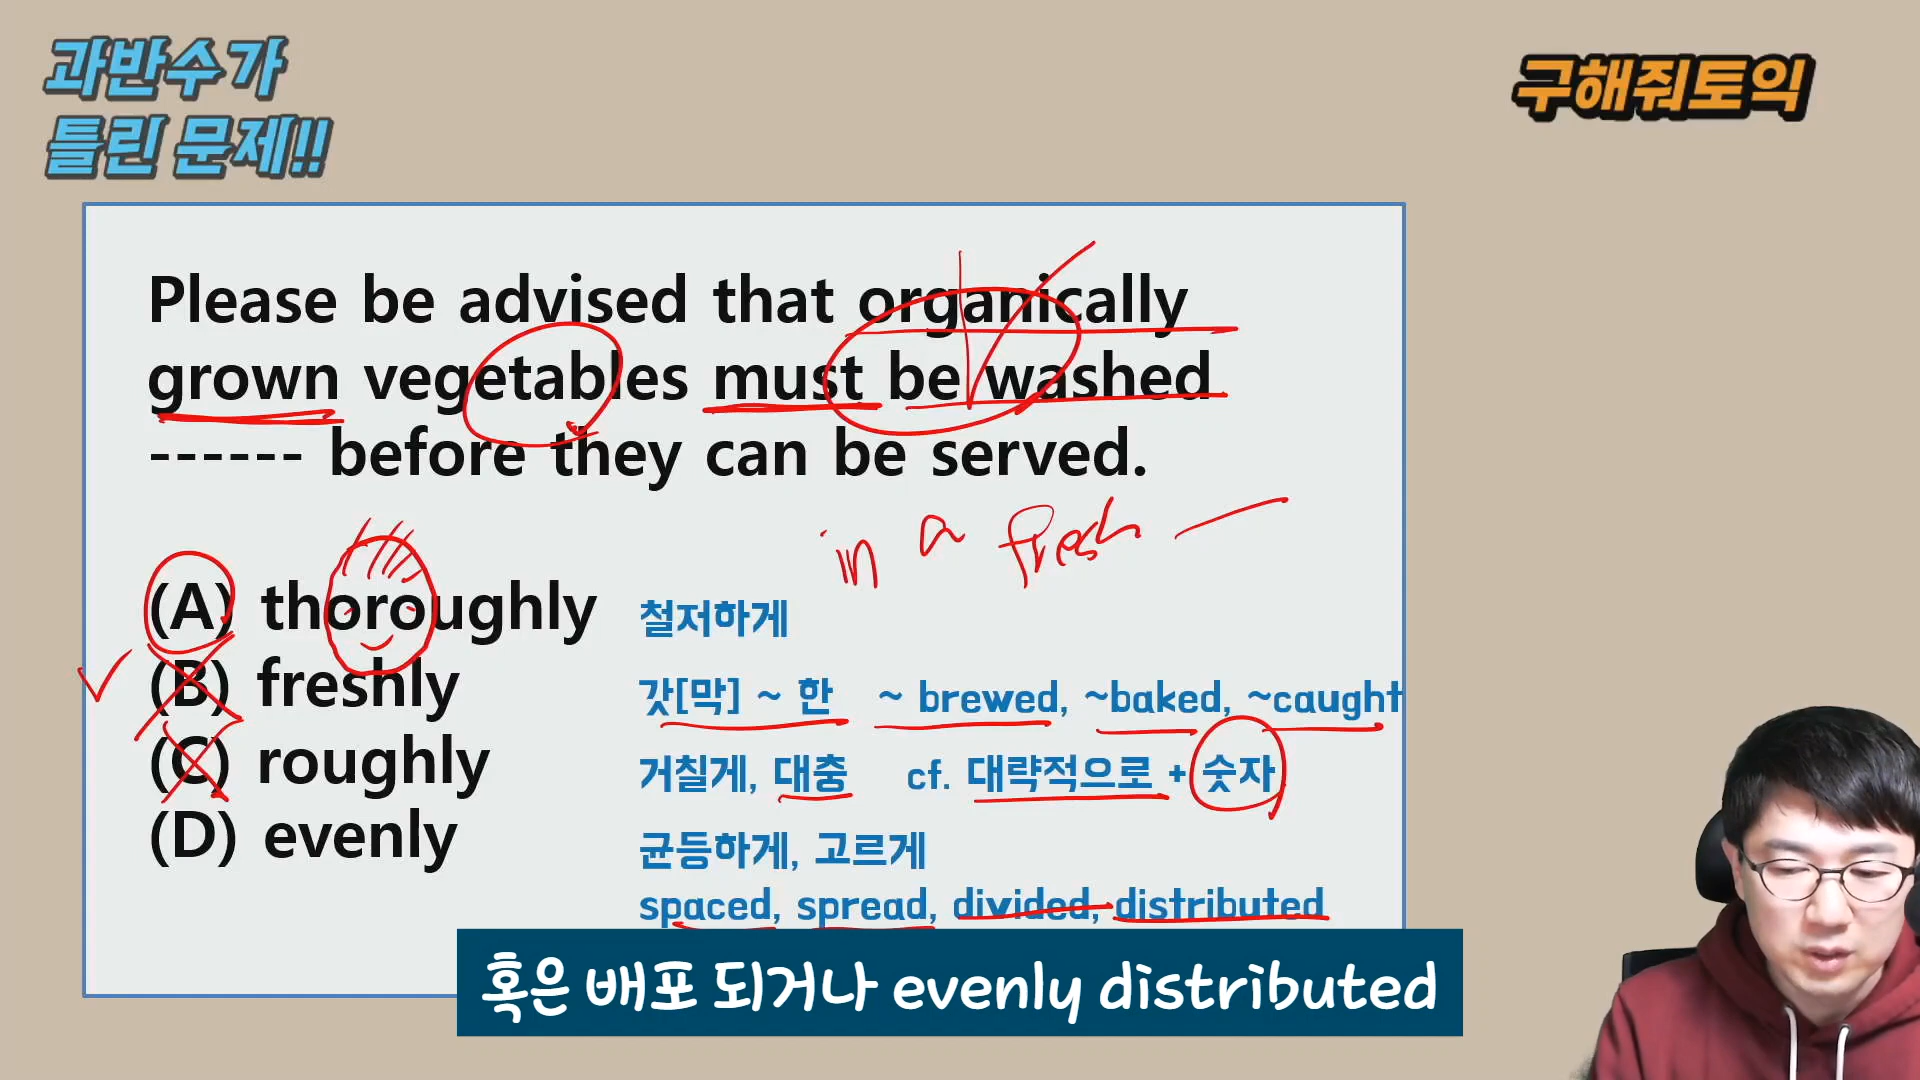 과반수가
틀린 문제!!
구해줘토익
Please be advised that organically
grown vegetables must be washed
------ before they can be served.
in a fresh
(A) thoroughly 철저하게
(B) freshly 갓[막] ~ 한 ~ brewed, ~baked, ~caught
(C) roughly 거칠게, 대충 cf. 대략적으로 + 숫자
(D) evenly 균등하게, 고르게
spaced, spread, divided, distributed
혹은 배포 되거나 evenly distributed